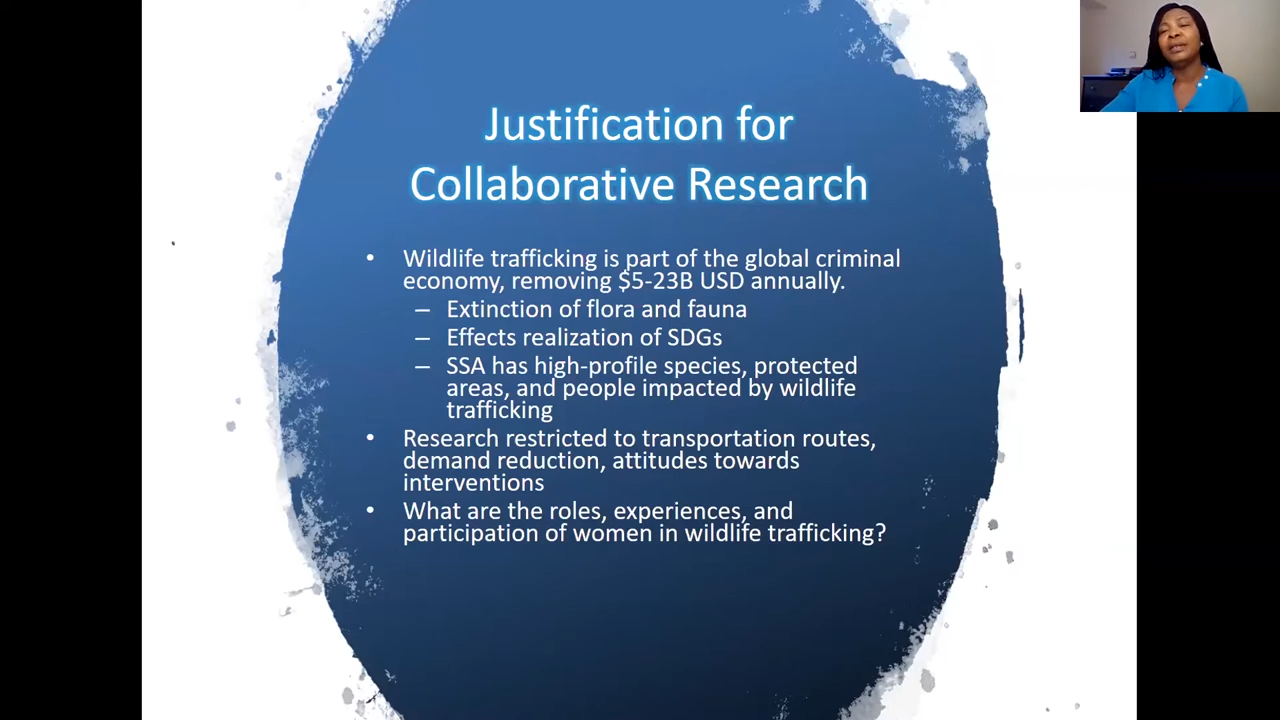 Justification for
Collaborative Research
• Wildlife trafficking is part of the global criminal
economy, removing $5-23B USD annually.
– Extinction of flora and fauna
– Effects realization of SDGs
– SSA has high-profile species, protected
areas, and people impacted by wildlife
trafficking
• Research restricted to transportation routes,
demand reduction, attitudes towards
interventions
• What are the roles, experiences, and
participation of women in wildlife trafficking?